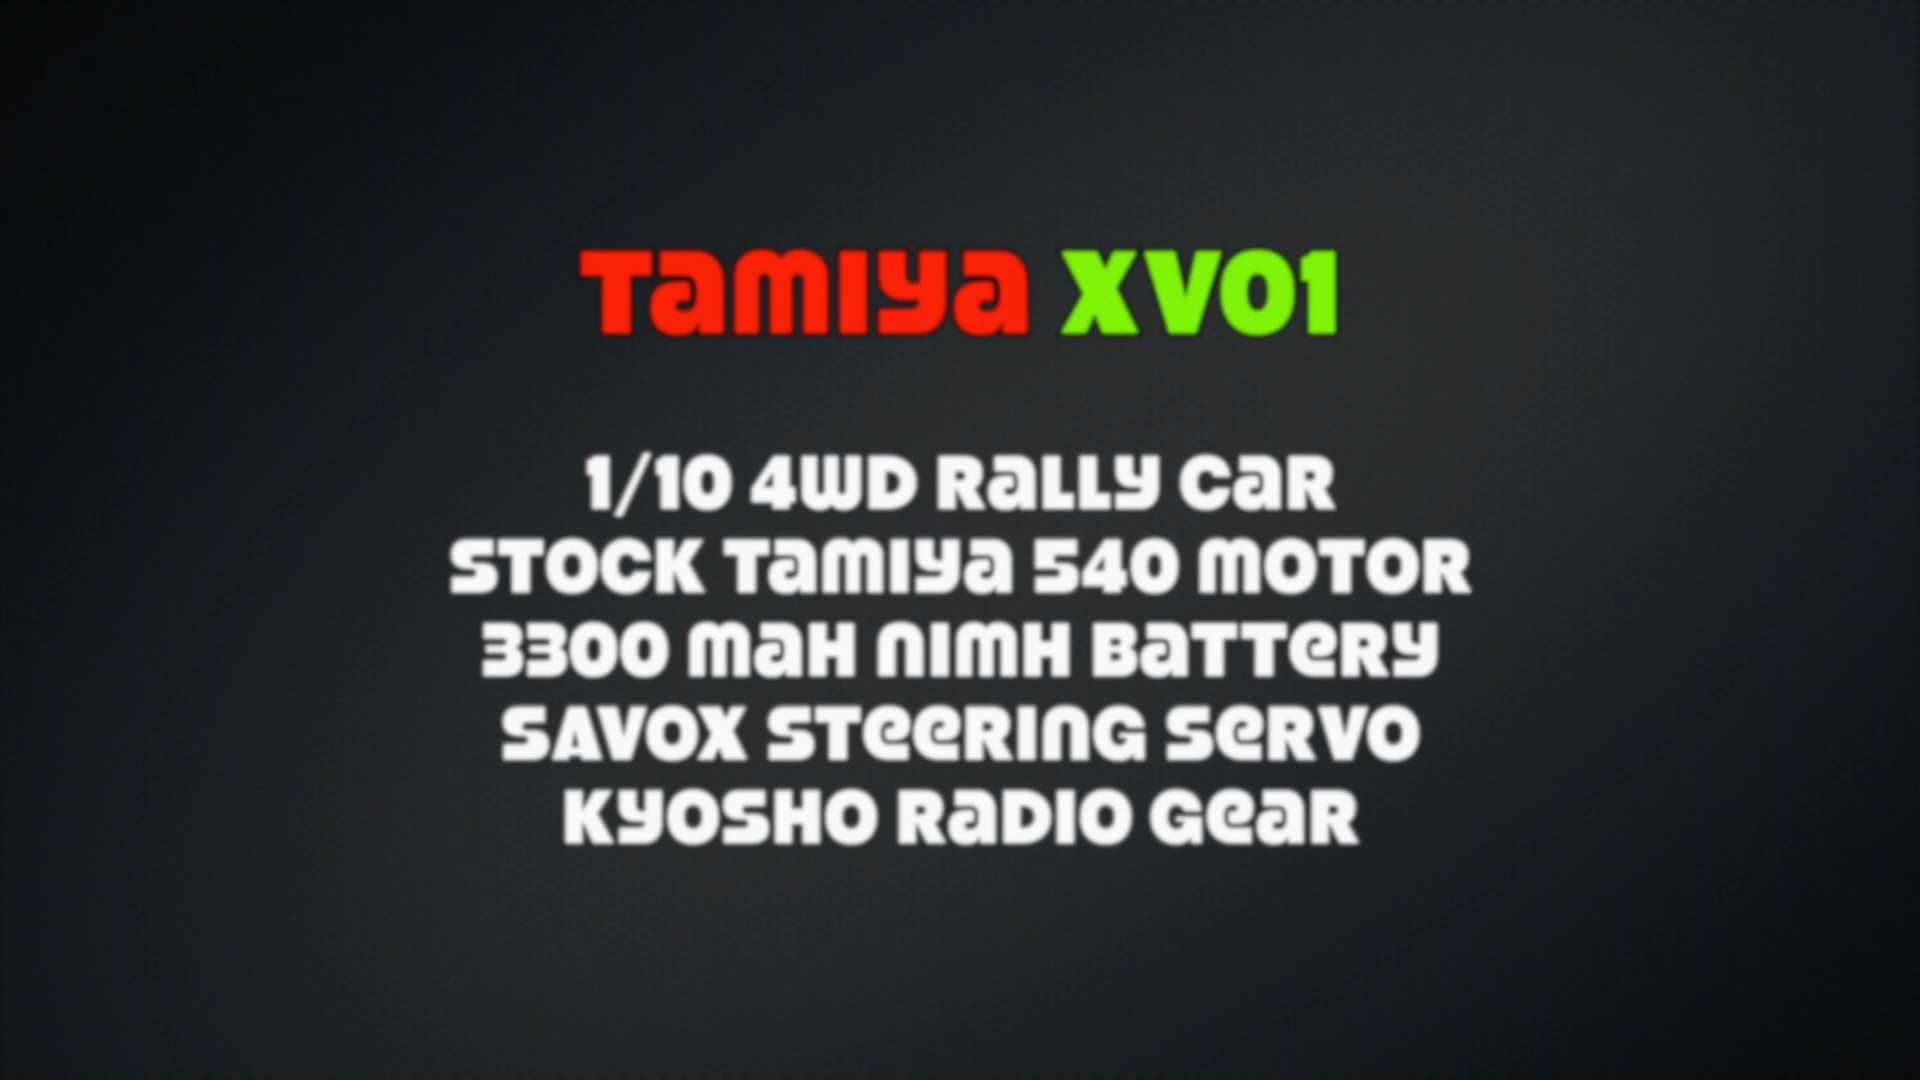 Tamiya XV01
1/10 4WD Rally Car
Stock Tamiya 540 Motor
3300 mAh NiMH Battery
SAVOX Steering Servo
Kyosho Radio Gear